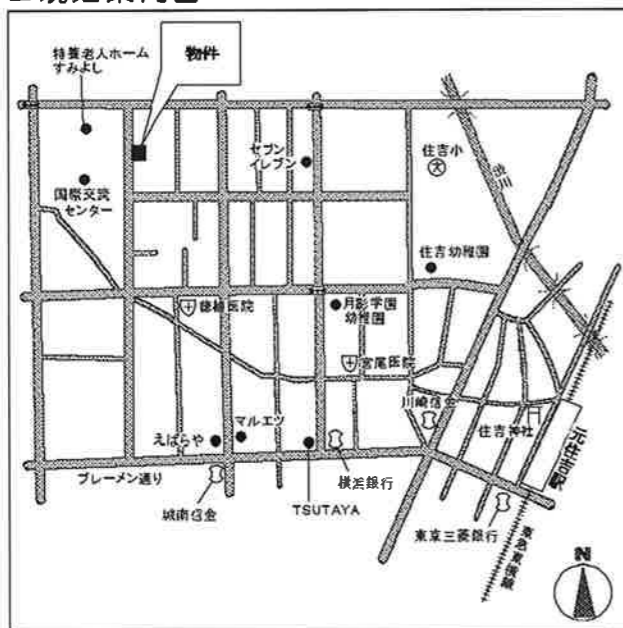 特養老人ホーム
すみよし
物件
セブン
イレブン
住吉小
渋川
国際交流
センター
住吉幼稚園
徳植医院
月影学園
幼稚園
宮尾医院
川崎信金
住吉神社
元住吉駅
えばらや
マルエツ
ブレーメン通り
横浜銀行
城南信金
TSUTAYA
東京三菱銀行
東急東横線
N